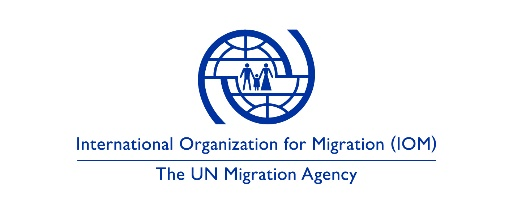 International Organization for Migration (IOM)
The UN Migration Agency